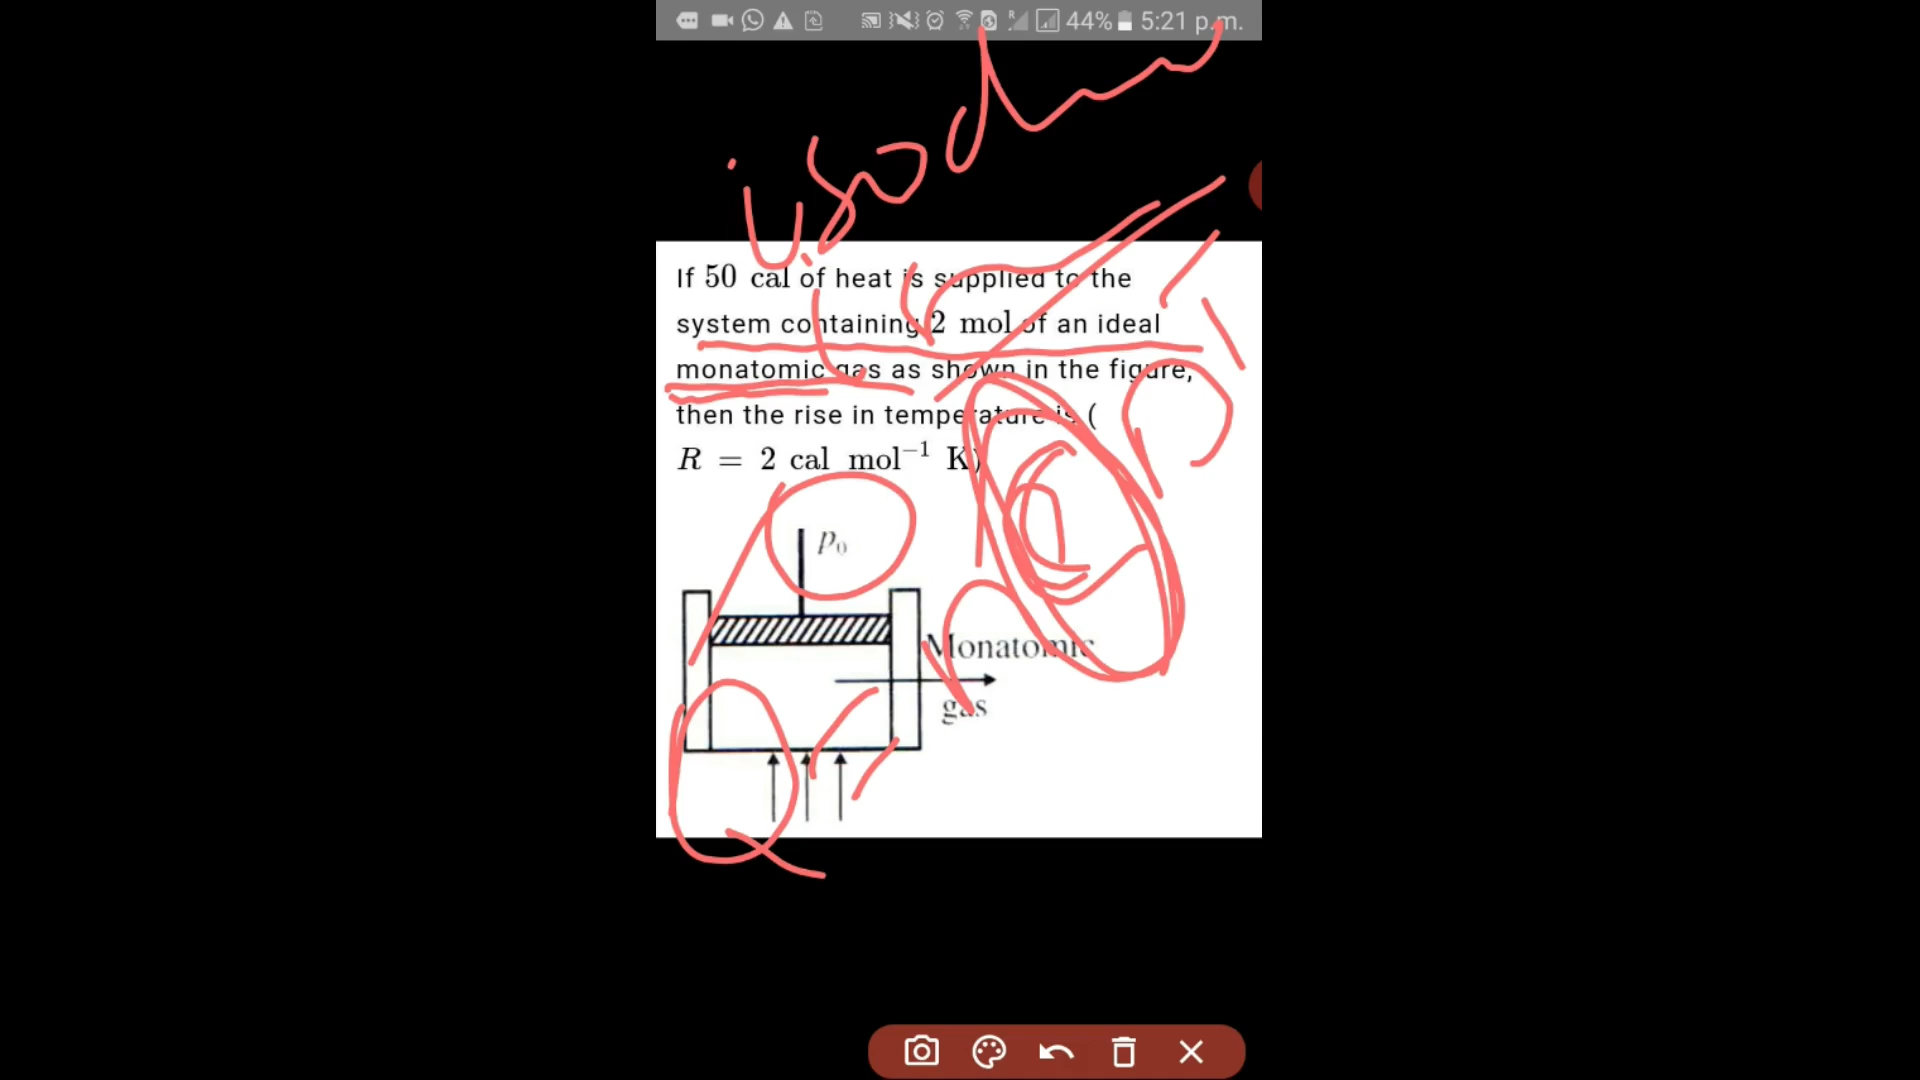 44% 5:21 p.m.
If 50 cal of heat is supplied to the
system containing 2 mol of an ideal
monatomic gas as shown in the figure,
then the rise in temperature is (
R = 2 cal mol⁻¹ K)
p₀
Monatomic
gas